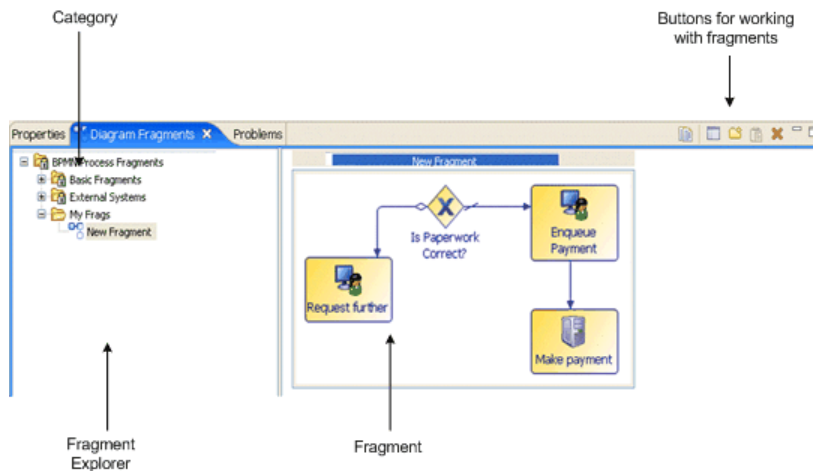 Category
Buttons for working
with fragments
Properties
Diagram Fragments
Problems
BPMN Process Fragments
Basic Fragments
External Systems
My Frags
New Fragment
New Fragment
X
Is Paperwork
Correct?
Enqueue
Payment
Request further
Make payment
Fragment
Explorer
Fragment